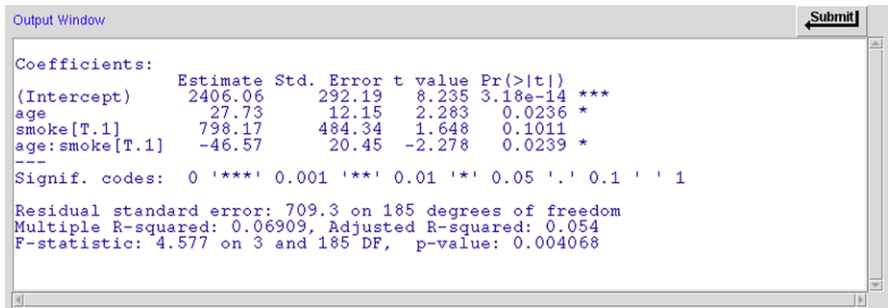 Output Window
Submit
Coefficients:
Estimate Std. Error t value Pr(>|t|)
(Intercept) 2406.06 292.19 8.235 3.18e-14 ***
age 27.73 12.15 2.283 0.0236 *
smoke[T.1] 798.17 484.34 1.648 0.1011
age:smoke[T.1] -46.57 20.45 -2.278 0.0239 *
---
Signif. codes: 0 '***' 0.001 '**' 0.01 '*' 0.05 '.' 0.1 ' ' 1
Residual standard error: 709.3 on 185 degrees of freedom
Multiple R-squared: 0.06909, Adjusted R-squared: 0.054
F-statistic: 4.577 on 3 and 185 DF, p-value: 0.004068